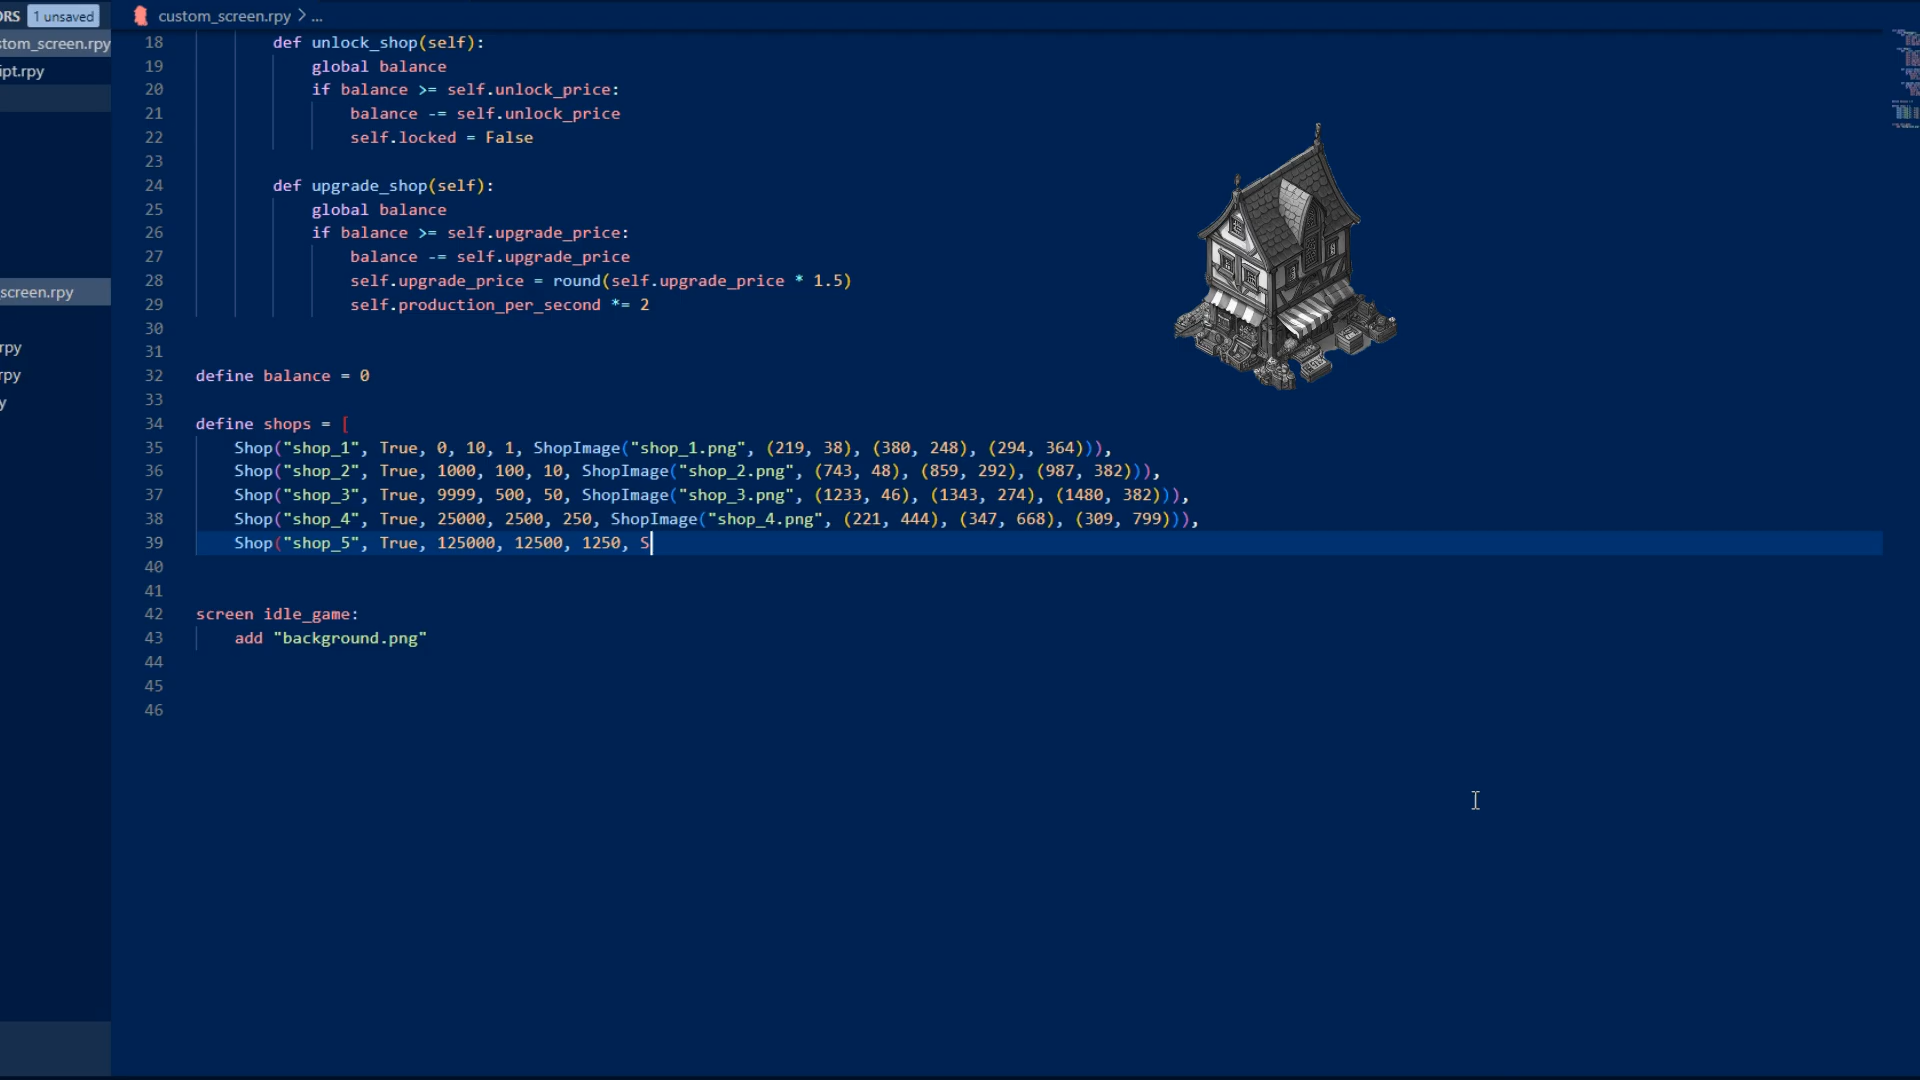 ORS 1 unsaved
custom_screen.rpy > ...
tom_screen.rpy
ipt.rpy
screen.rpy
rpy
rpy
y
18 def unlock_shop(self):
19 global balance
20 if balance >= self.unlock_price:
21 balance -= self.unlock_price
22 self.locked = False
23
24 def upgrade_shop(self):
25 global balance
26 if balance >= self.upgrade_price:
27 balance -= self.upgrade_price
28 self.upgrade_price = round(self.upgrade_price * 1.5)
29 self.production_per_second *= 2
30
31
32 define balance = 0
33
34 define shops = [
35 Shop("shop_1", True, 0, 10, 1, ShopImage("shop_1.png", (219, 38), (380, 248), (294, 364))),
36 Shop("shop_2", True, 1000, 100, 10, ShopImage("shop_2.png", (743, 48), (859, 292), (987, 382))),
37 Shop("shop_3", True, 9999, 500, 50, ShopImage("shop_3.png", (1233, 46), (1343, 274), (1480, 382))),
38 Shop("shop_4", True, 25000, 2500, 250, ShopImage("shop_4.png", (221, 444), (347, 668), (309, 799))),
39 Shop("shop_5", True, 125000, 12500, 1250, S
40
41
42 screen idle_game:
43 add "background.png"
44
45
46